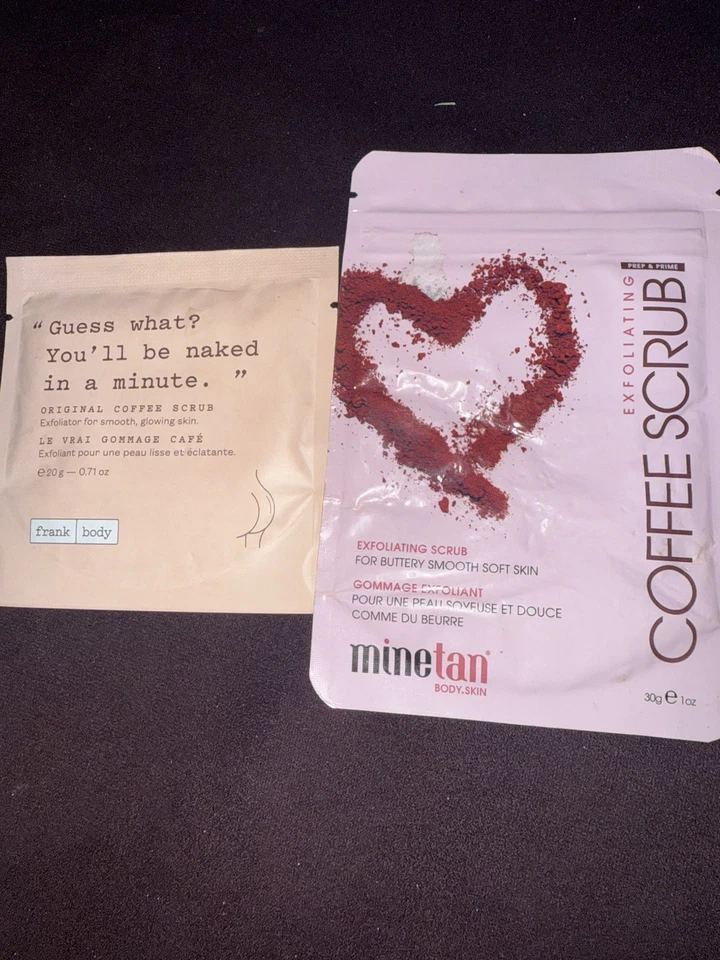 “Guess what?
You’ll be naked
in a minute. ”
ORIGINAL COFFEE SCRUB
Exfoliator for smooth, glowing skin.
LE VRAI GOMMAGE CAFÉ
Exfoliant pour une peau lisse et éclatante.
℮20 g — 0.71 oz
frank body
PREP & PRIME
EXFOLIATING
COFFEE SCRUB
EXFOLIATING SCRUB
FOR BUTTERY SMOOTH SOFT SKIN
GOMMAGE EXFOLIANT
POUR UNE PEAU SOYEUSE ET DOUCE
COMME DU BEURRE
minetan®
BODY.SKIN
30g ℮ 1oz